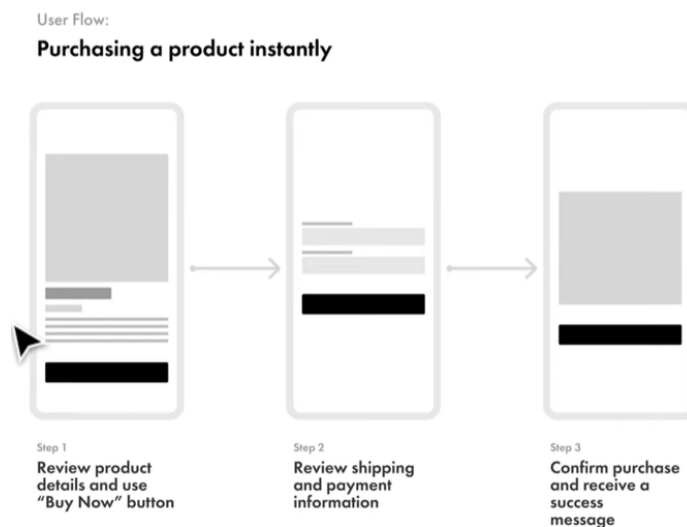 User Flow:
Purchasing a product instantly
Step 1
Review product
details and use
“Buy Now” button
Step 2
Review shipping
and payment
information
Step 3
Confirm purchase
and receive a
success
message